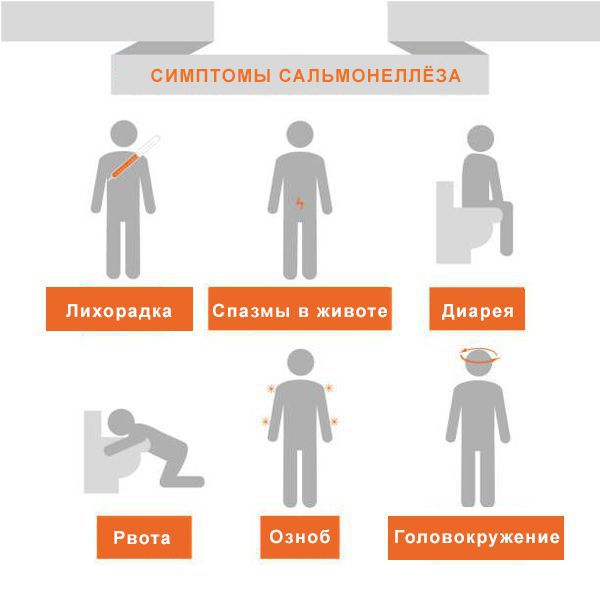 СИМПТОМЫ САЛЬМОНЕЛЛЁЗА
Лихорадка
Спазмы в животе
Диарея
Рвота
Озноб
Головокружение